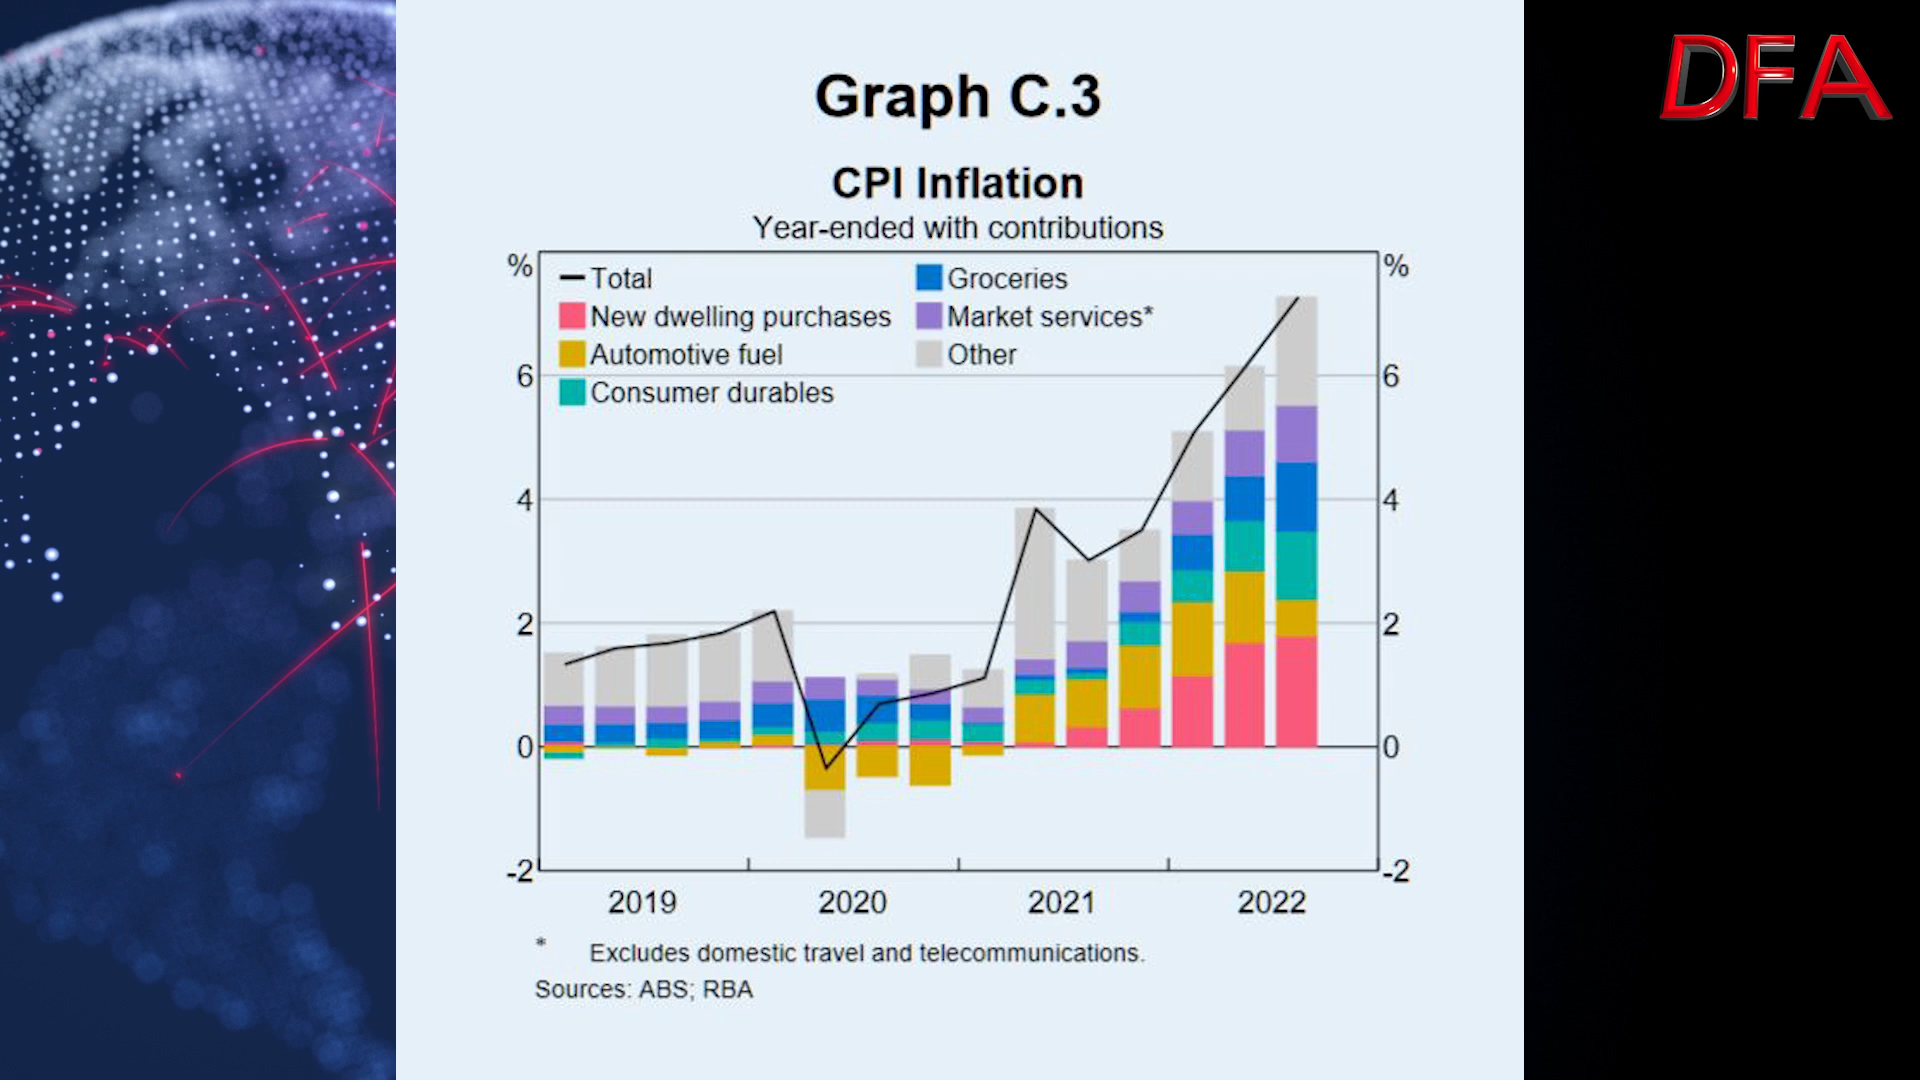 DFA
Graph C.3
CPI Inflation
Year-ended with contributions
% %
Total Groceries
New dwelling purchases Market services*
Automotive fuel Other
Consumer durables
6 6
4 4
2 2
0 0
-2 -2
2019 2020 2021 2022
* Excludes domestic travel and telecommunications.
Sources: ABS; RBA